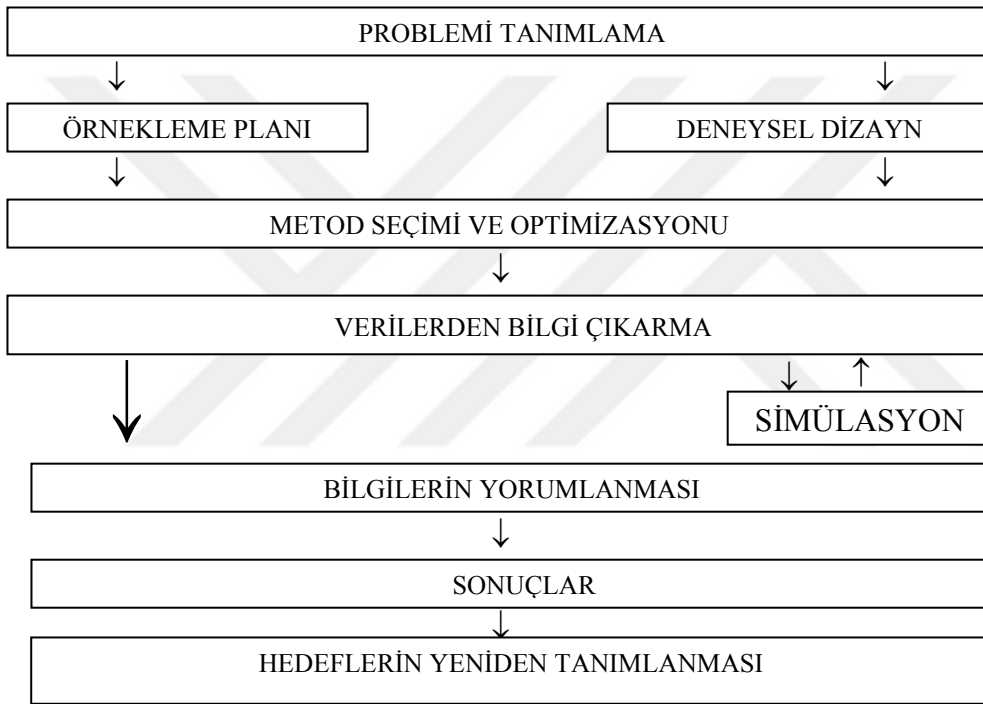 PROBLEMİ TANIMLAMA
ÖRNEKLEME PLANI
DENEYSEL DİZAYN
METOD SEÇİMİ VE OPTİMİZASYONU
VERİLERDEN BİLGİ ÇIKARMA
SİMÜLASYON
BİLGİLERİN YORUMLANMASI
SONUÇLAR
HEDEFLERİN YENİDEN TANIMLANMASI